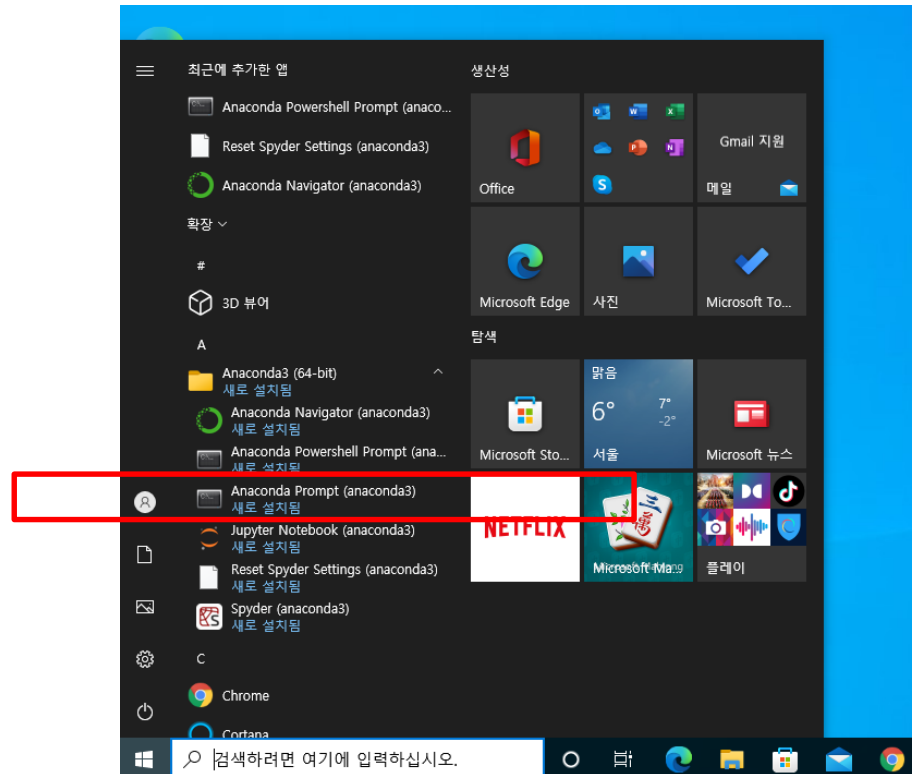 최근에 추가한 앱
Anaconda Powershell Prompt (anaco...
Reset Spyder Settings (anaconda3)
Anaconda Navigator (anaconda3)
확장
#
3D 뷰어
A
Anaconda3 (64-bit)
새로 설치됨
Anaconda Navigator (anaconda3)
새로 설치됨
Anaconda Powershell Prompt (ana...
새로 설치됨
Anaconda Prompt (anaconda3)
새로 설치됨
Jupyter Notebook (anaconda3)
새로 설치됨
Reset Spyder Settings (anaconda3)
새로 설치됨
Spyder (anaconda3)
새로 설치됨
C
Chrome
Cortana
생산성
Office
Gmail 지원
메일
Microsoft Edge
사진
Microsoft To...
탐색
Microsoft Sto...
맑음
6°
7°
-2°
서울
Microsoft 뉴스
NETFLIX
Microsoft Ma...
플레이
검색하려면 여기에 입력하십시오.